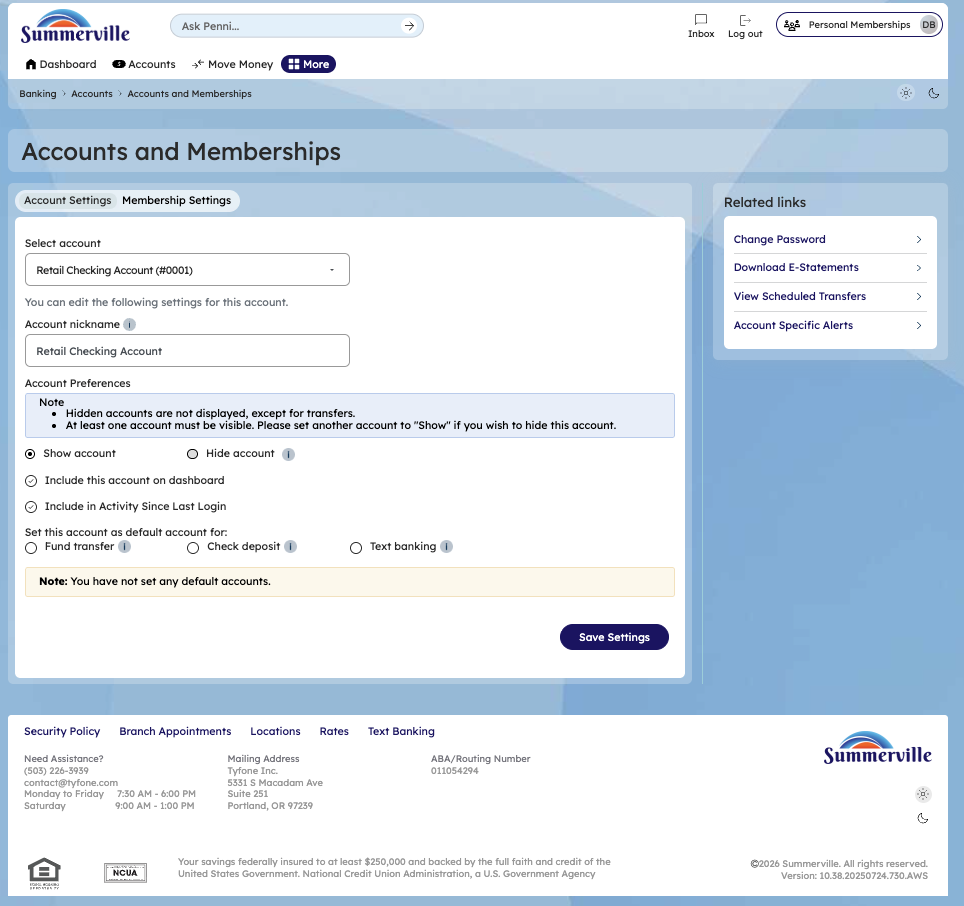 Summerville
Ask Penni...
Inbox
Log out
Personal Memberships
DB
Dashboard
Accounts
Move Money
More
Banking
Accounts
Accounts and Memberships
Accounts and Memberships
Account Settings
Membership Settings
Select account
Retail Checking Account (#0001)
You can edit the following settings for this account.
Account nickname i
Retail Checking Account
Account Preferences
Note
• Hidden accounts are not displayed, except for transfers.
• At least one account must be visible. Please set another account to "Show" if you wish to hide this account.
Show account
Hide account i
Include this account on dashboard
Include in Activity Since Last Login
Set this account as default account for:
Fund transfer i
Check deposit i
Text banking i
Note: You have not set any default accounts.
Save Settings
Related links
Change Password
Download E-Statements
View Scheduled Transfers
Account Specific Alerts
Security Policy
Branch Appointments
Locations
Rates
Text Banking
Summerville
Need Assistance?
(503) 226-3939
contact@tyfone.com
Monday to Friday 7:30 AM - 6:00 PM
Saturday 9:00 AM - 1:00 PM
Mailing Address
Tyfone Inc.
5331 S Macadam Ave
Suite 251
Portland, OR 97239
ABA/Routing Number
011054294
NCUA
Your savings federally insured to at least $250,000 and backed by the full faith and credit of the
United States Government. National Credit Union Administration, a U.S. Government Agency
©2026 Summerville. All rights reserved.
Version: 10.38.20250724.730.AWS